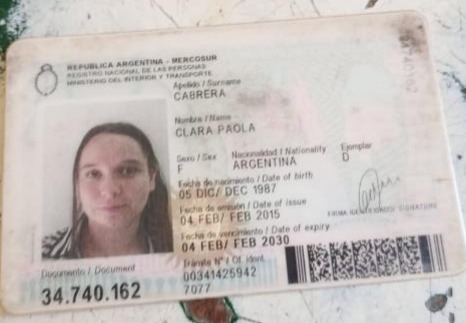 REPUBLICA ARGENTINA - MERCOSUR
REGISTRO NACIONAL DE LAS PERSONAS
MINISTERIO DEL INTERIOR Y TRANSPORTE
Apellido / Surname
CABRERA
Nombre / Name
CLARA PAOLA
Sexo / Sex Nacionalidad / Nationality Ejemplar
F ARGENTINA D
Fecha de nacimiento / Date of birth
05 DIC/ DEC 1987
Fecha de emisión / Date of issue
04 FEB/ FEB 2015
FIRMA IDENTIFICADO/ SIGNATURE
Fecha de vencimiento / Date of expiry
04 FEB/ FEB 2030
Documento / Document Trámite Nº / Of. ident.
34.740.162 00341425942
7077